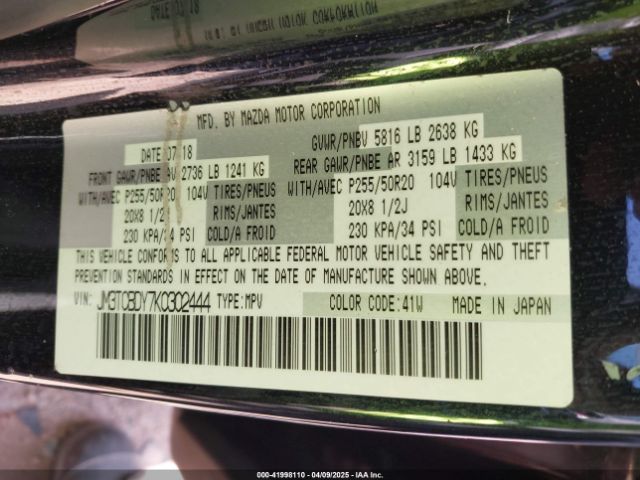 MFD. BY MAZDA MOTOR CORPORATION
DATE 07 18
GVWR/PNBV 5816 LB 2638 KG
FRONT GAWR/PNBE AV 2736 LB 1241 KG
REAR GAWR/PNBE AR 3159 LB 1433 KG
WITH/AVEC P255/50R20 104V TIRES/PNEUS
WITH/AVEC P255/50R20 104V TIRES/PNEUS
20X8 1/2J RIMS/JANTES
20X8 1/2J RIMS/JANTES
230 KPA/34 PSI COLD/A FROID
230 KPA/34 PSI COLD/A FROID
THIS VEHICLE CONFORMS TO ALL APPLICABLE FEDERAL MOTOR VEHICLE SAFETY AND THEFT
PREVENTION STANDARDS IN EFFECT ON THE DATE OF MANUFACTURE SHOWN ABOVE.
VIN: JM3TCBDY7K0302444 TYPE:MPV COLOR CODE:41W MADE IN JAPAN
000-41998110 - 04/09/2025 - IAA Inc.